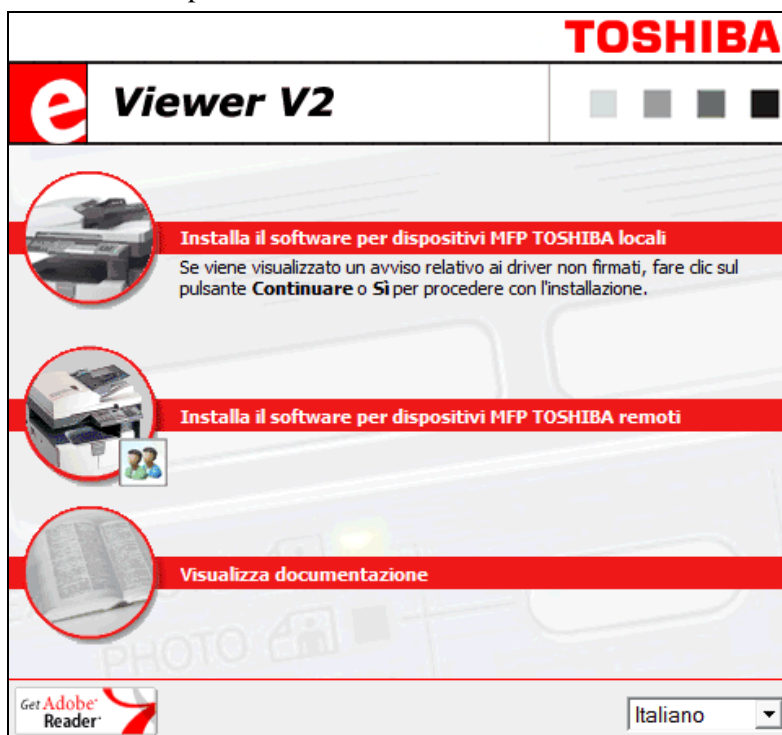 TOSHIBA
e Viewer V2
Installa il software per dispositivi MFP TOSHIBA locali
Se viene visualizzato un avviso relativo ai driver non firmati, fare clic sul
pulsante Continuare o Sì per procedere con l'installazione.
Installa il software per dispositivi MFP TOSHIBA remoti
Visualizza documentazione
PHOTO
Get Adobe
Reader
Italiano